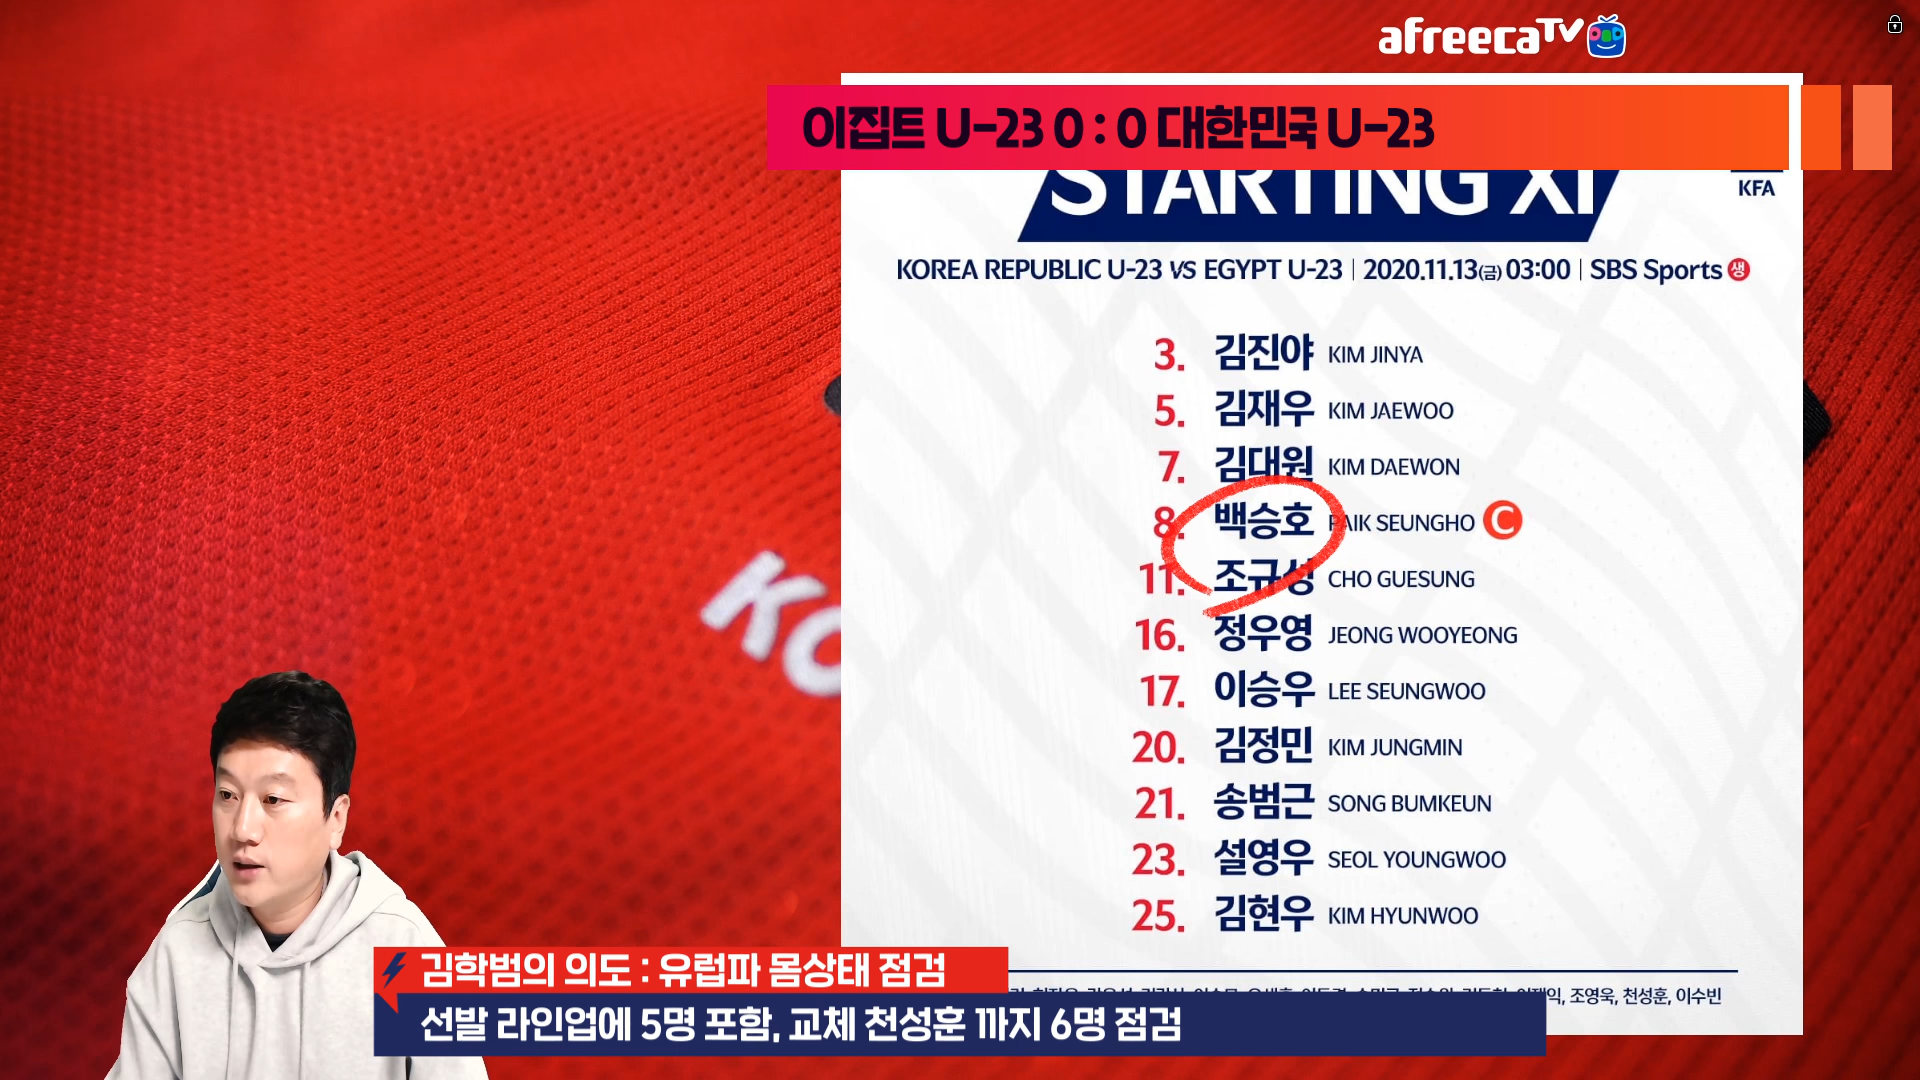 afreecaTV
이집트 U-23 0 : 0 대한민국 U-23
STARTING XI
KFA
KOREA REPUBLIC U-23 VS EGYPT U-23 | 2020.11.13(금) 03:00 | SBS Sports 생
3. 김진야 KIM JINYA
5. 김재우 KIM JAEWOO
7. 김대원 KIM DAEWON
8. 백승호 PAIK SEUNGHO C
11. 조규성 CHO GUESUNG
16. 정우영 JEONG WOOYEONG
17. 이승우 LEE SEUNGWOO
20. 김정민 KIM JUNGMIN
21. 송범근 SONG BUMKEUN
23. 설영우 SEOL YOUNGWOO
25. 김현우 KIM HYUNWOO
KO
김학범의 의도 : 유럽파 몸상태 점검
조영욱, 천성훈, 이수빈
선발 라인업에 5명 포함, 교체 천성훈 까지 6명 점검